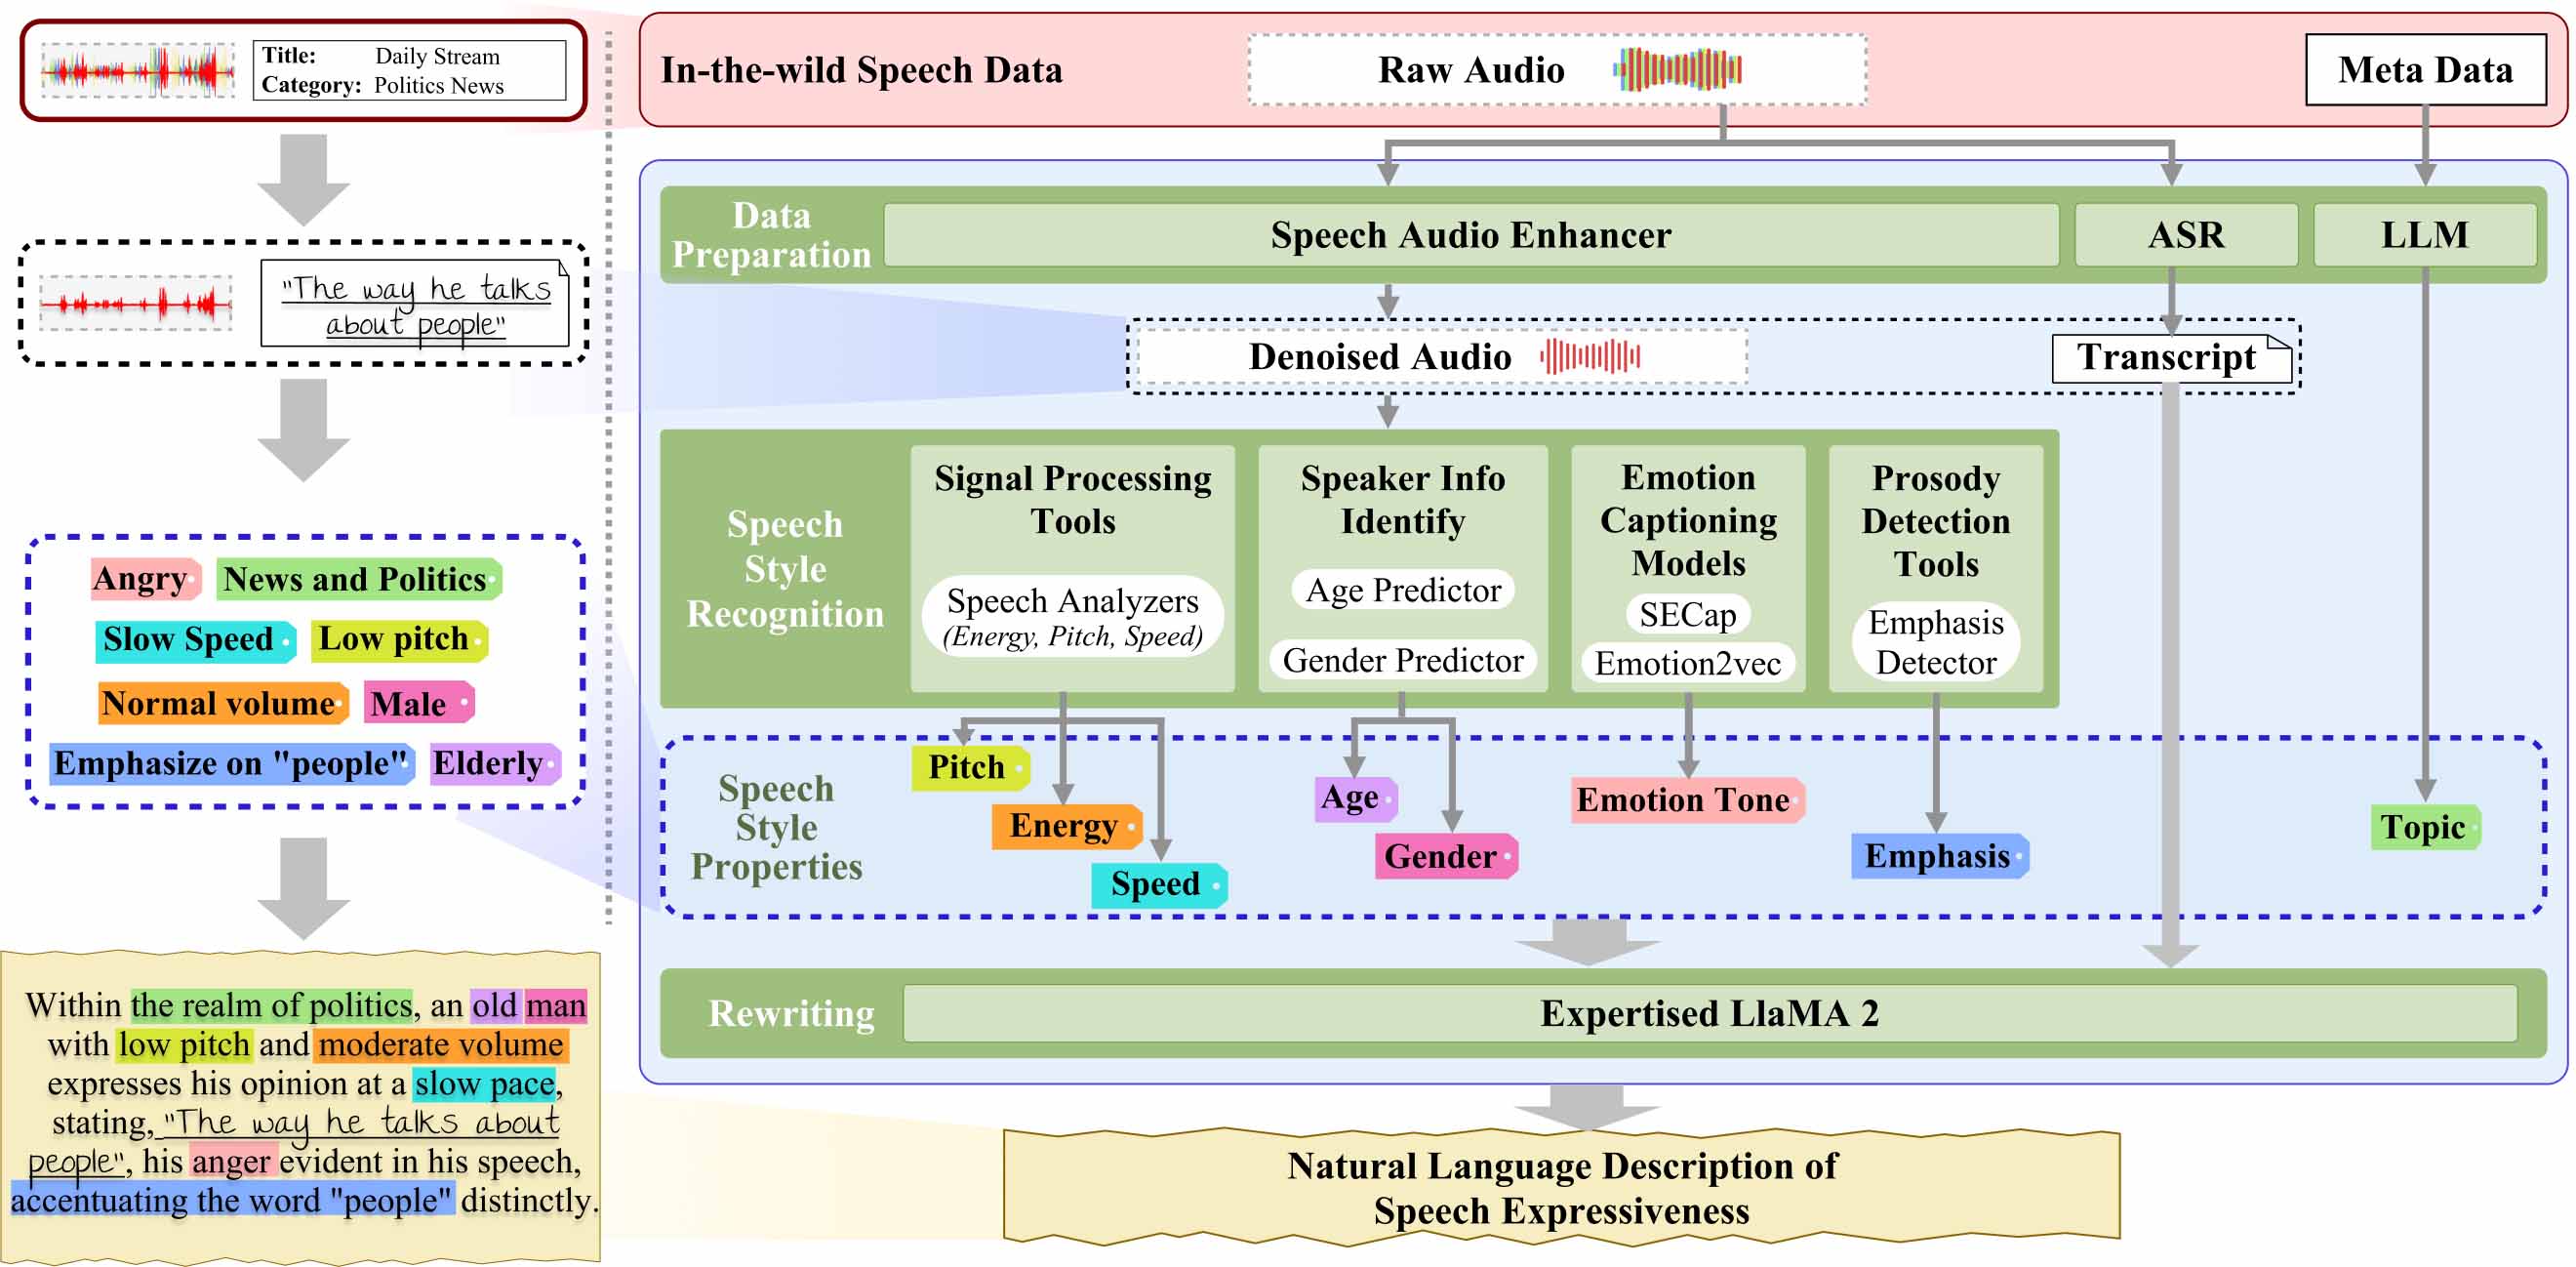 Title: Daily Stream
Category: Politics News
"The way he talks
about people"
Angry
News and Politics
Slow Speed
Low pitch
Normal volume
Male
Emphasize on "people"
Elderly
Within the realm of politics, an old man
with low pitch and moderate volume
expresses his opinion at a slow pace,
stating, "The way he talks about
people", his anger evident in his speech,
accentuating the word "people" distinctly.
In-the-wild Speech Data
Raw Audio
Meta Data
Data
Preparation
Speech Audio Enhancer
ASR
LLM
Denoised Audio
Transcript
Speech
Style
Recognition
Signal Processing
Tools
Speech Analyzers
(Energy, Pitch, Speed)
Speaker Info
Identify
Age Predictor
Gender Predictor
Emotion
Captioning
Models
SECap
Emotion2vec
Prosody
Detection
Tools
Emphasis
Detector
Speech
Style
Properties
Pitch
Energy
Speed
Age
Gender
Emotion Tone
Emphasis
Topic
Rewriting
Expertised LlaMA 2
Natural Language Description of
Speech Expressiveness